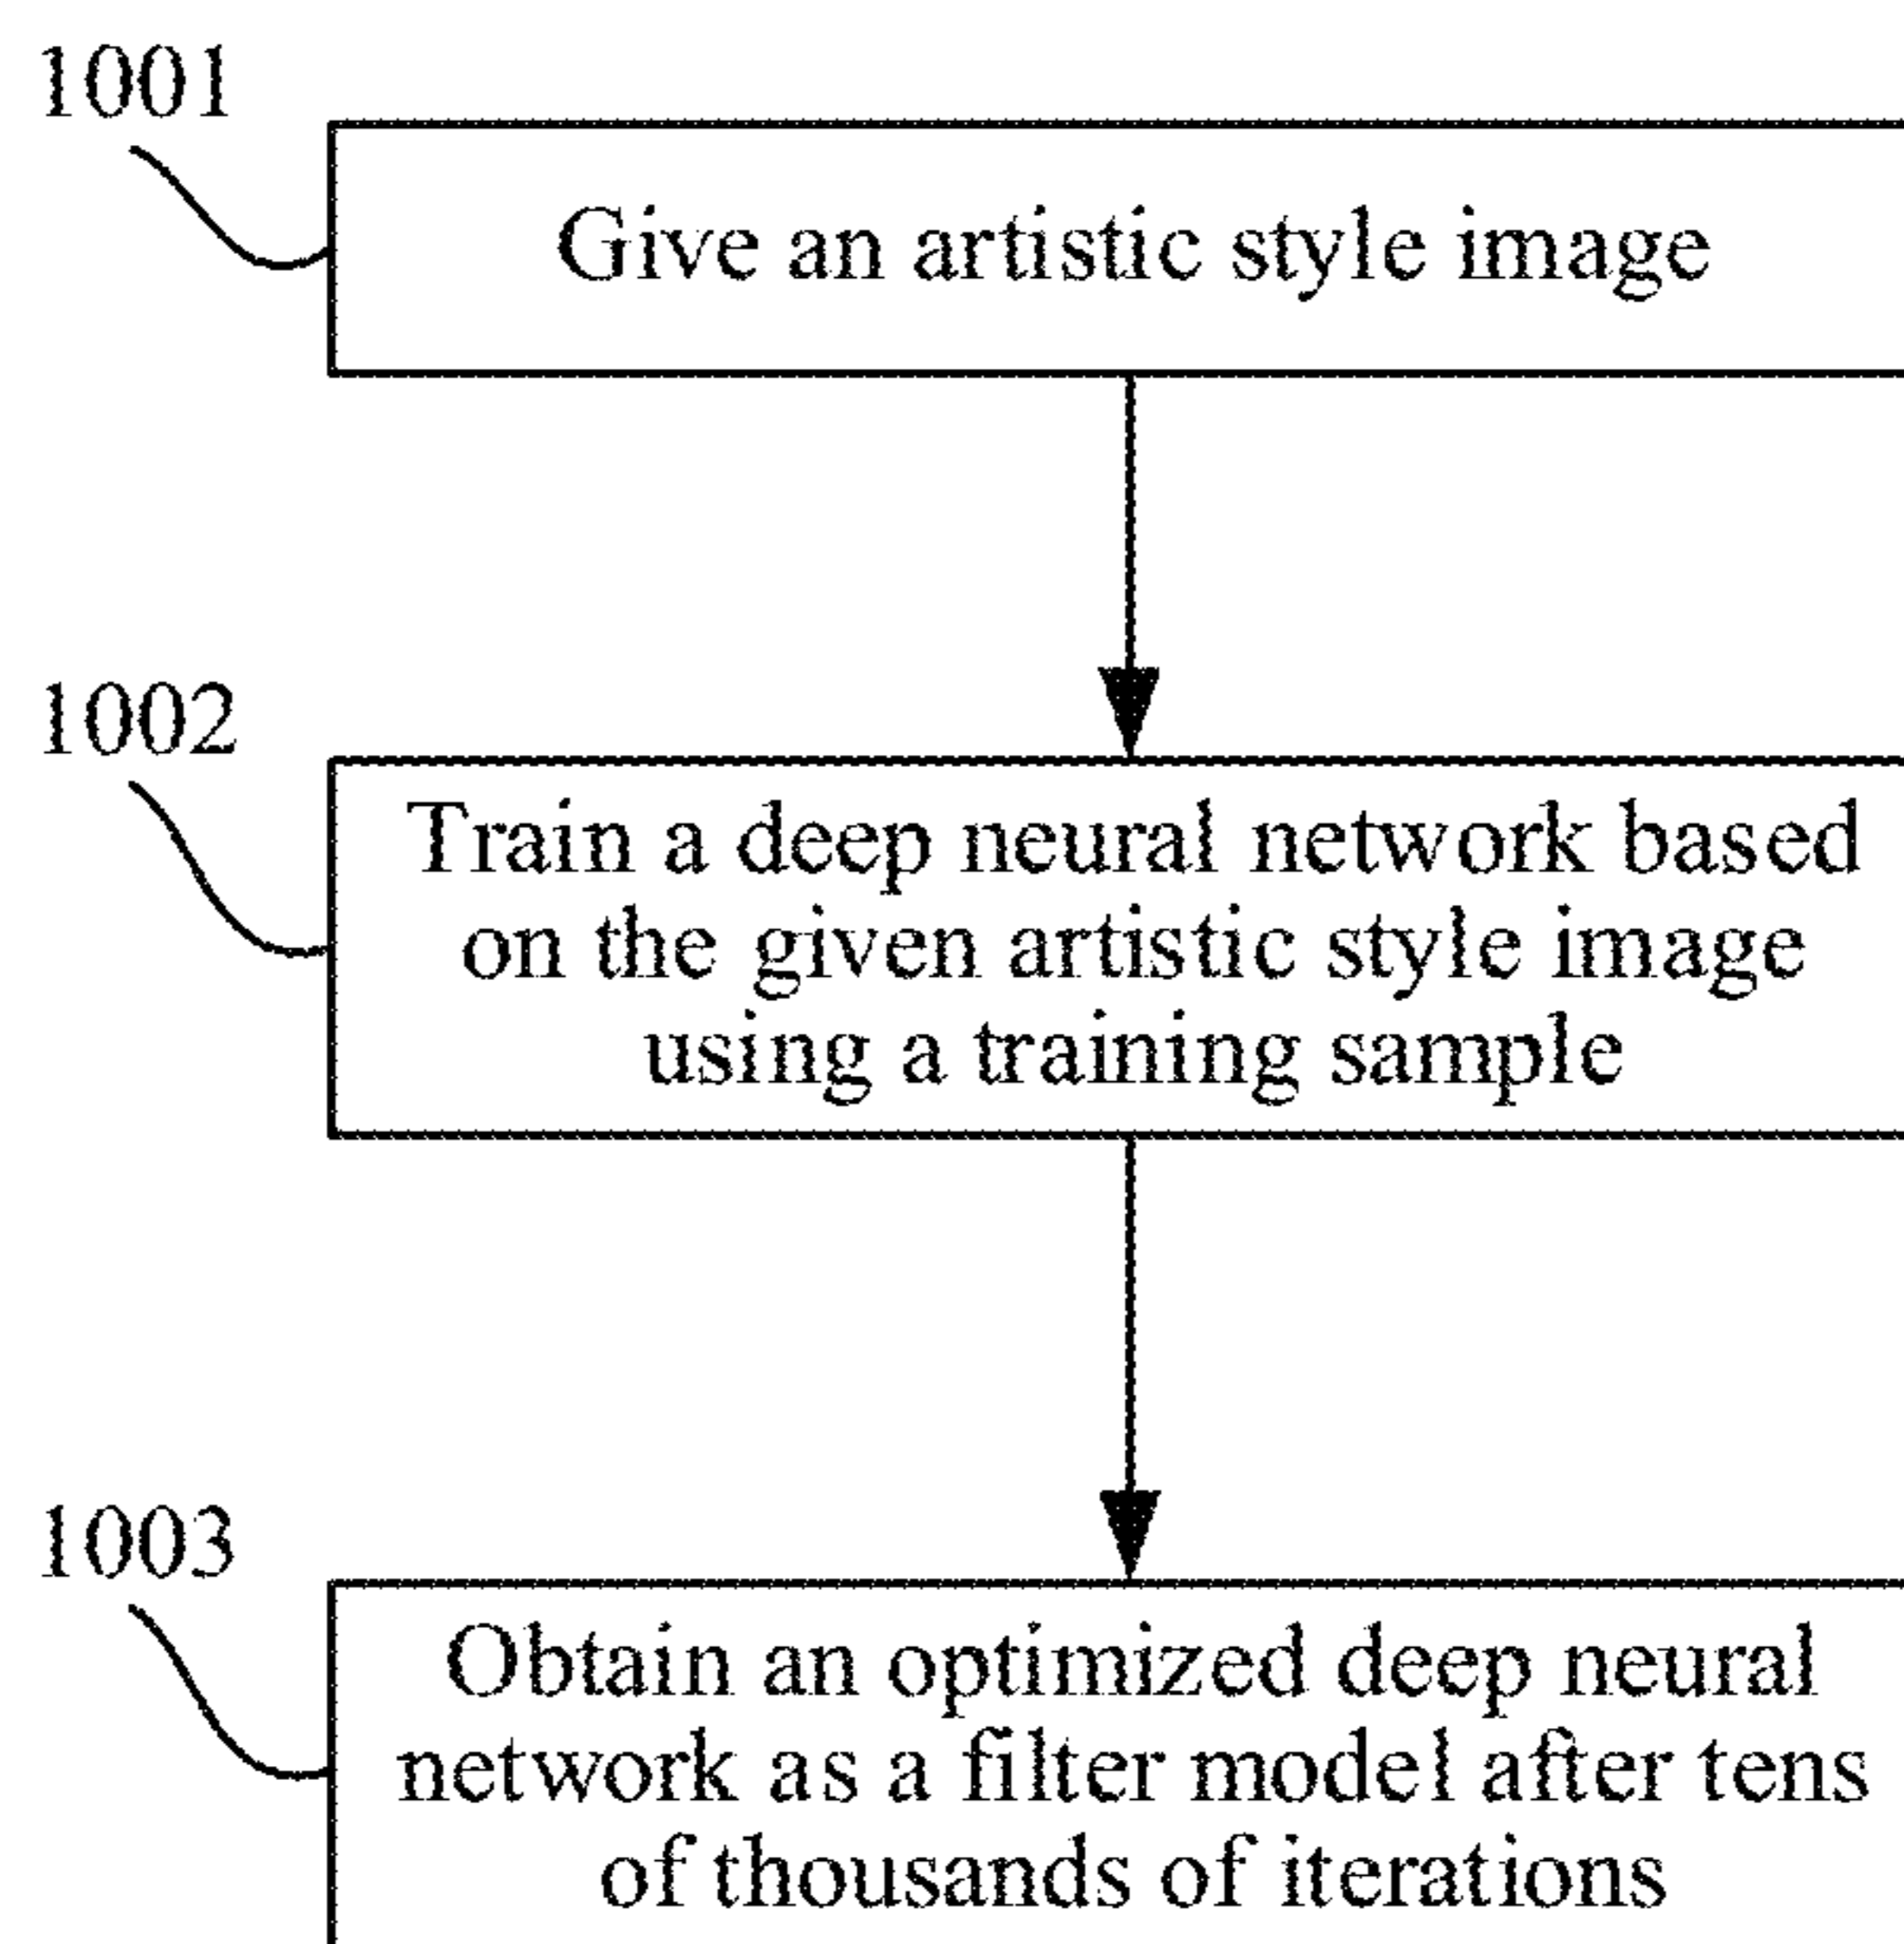 1001
Give an artistic style image
1002
Train a deep neural network based
on the given artistic style image
using a training sample
1003
Obtain an optimized deep neural
network as a filter model after tens
of thousands of iterations